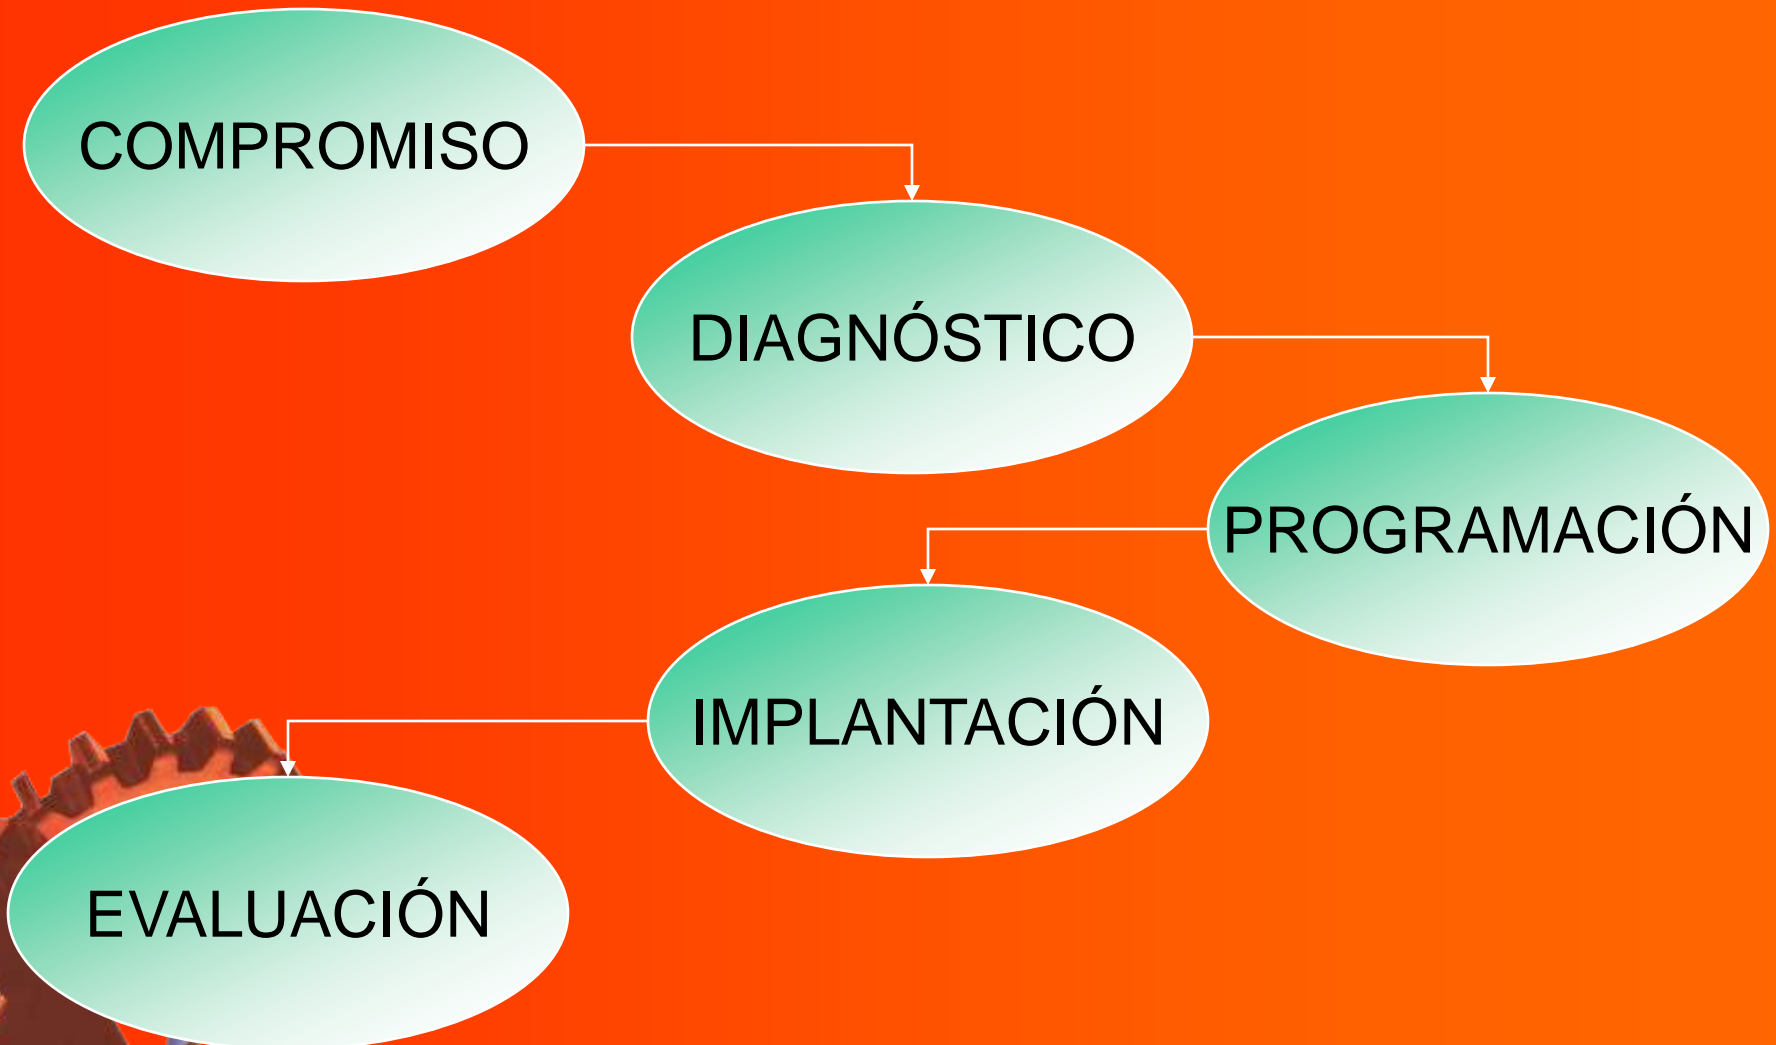 COMPROMISO
DIAGNÓSTICO
PROGRAMACIÓN
IMPLANTACIÓN
EVALUACIÓN